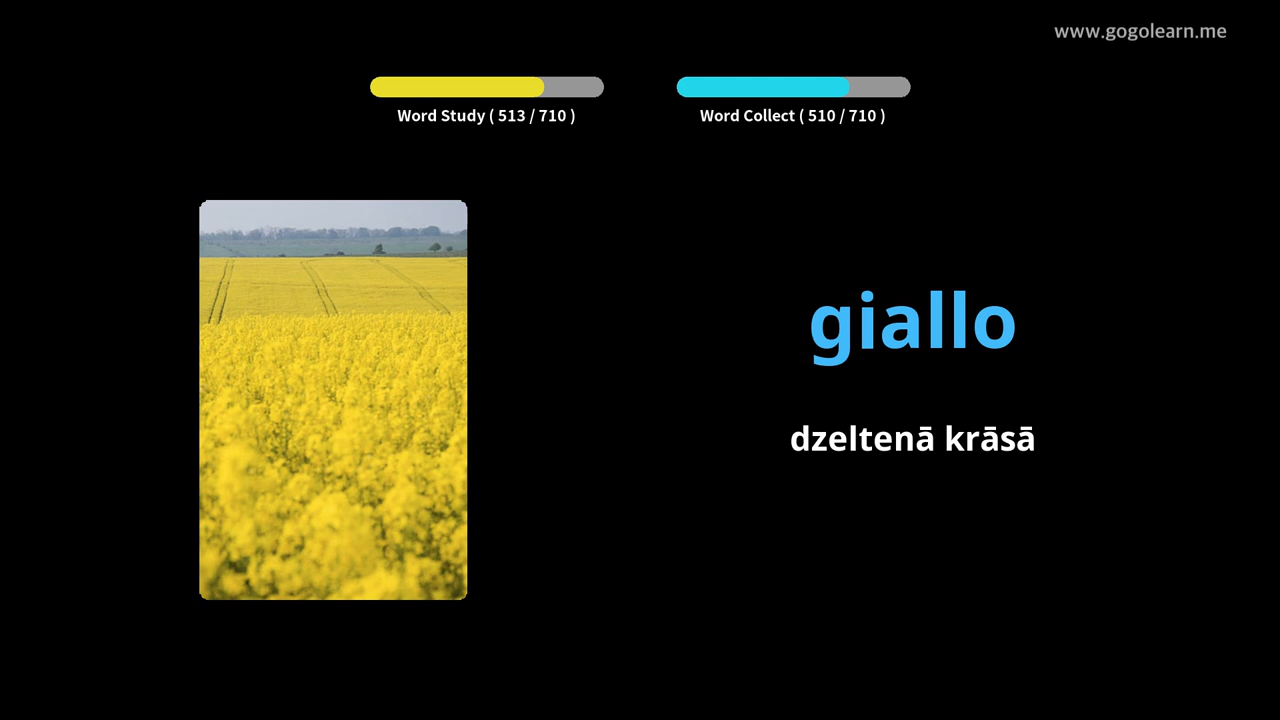 www.gogolearn.me
Word Study ( 513 / 710 )
Word Collect ( 510 / 710 )
giallo
dzeltenā krāsā